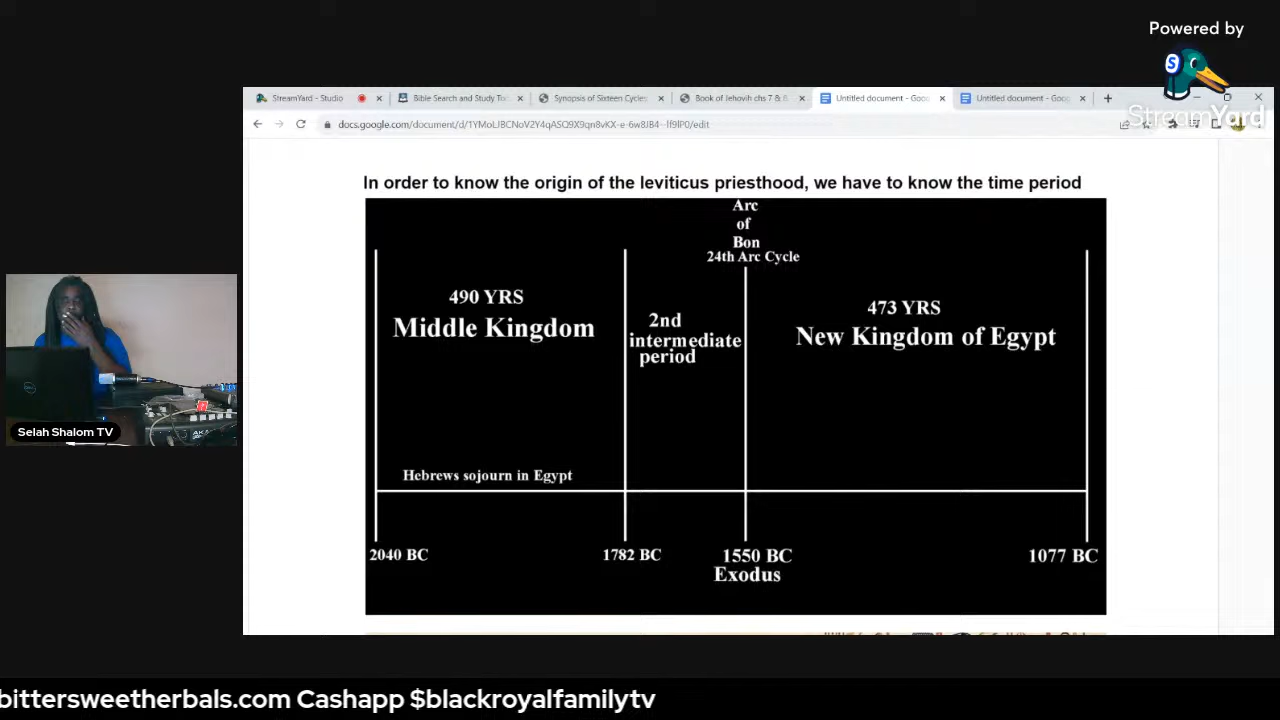 Powered by
StreamYard
StreamYard - Studio
Bible Search and Study To
Synopsis of Sixteen Cycles
Book of Jehovih chs 7 & 8
Untitled document - Goo
Untitled document - Goo
In order to know the origin of the leviticus priesthood, we have to know the time period
Arc
of
Bon
24th Arc Cycle
490 YRS
Middle Kingdom
2nd
intermediate
period
473 YRS
New Kingdom of Egypt
Hebrews sojourn in Egypt
2040 BC
1782 BC
1550 BC
1077 BC
Exodus
Selah Shalom TV
bittersweetherbals.com Cashapp $blackroyalfamilytv